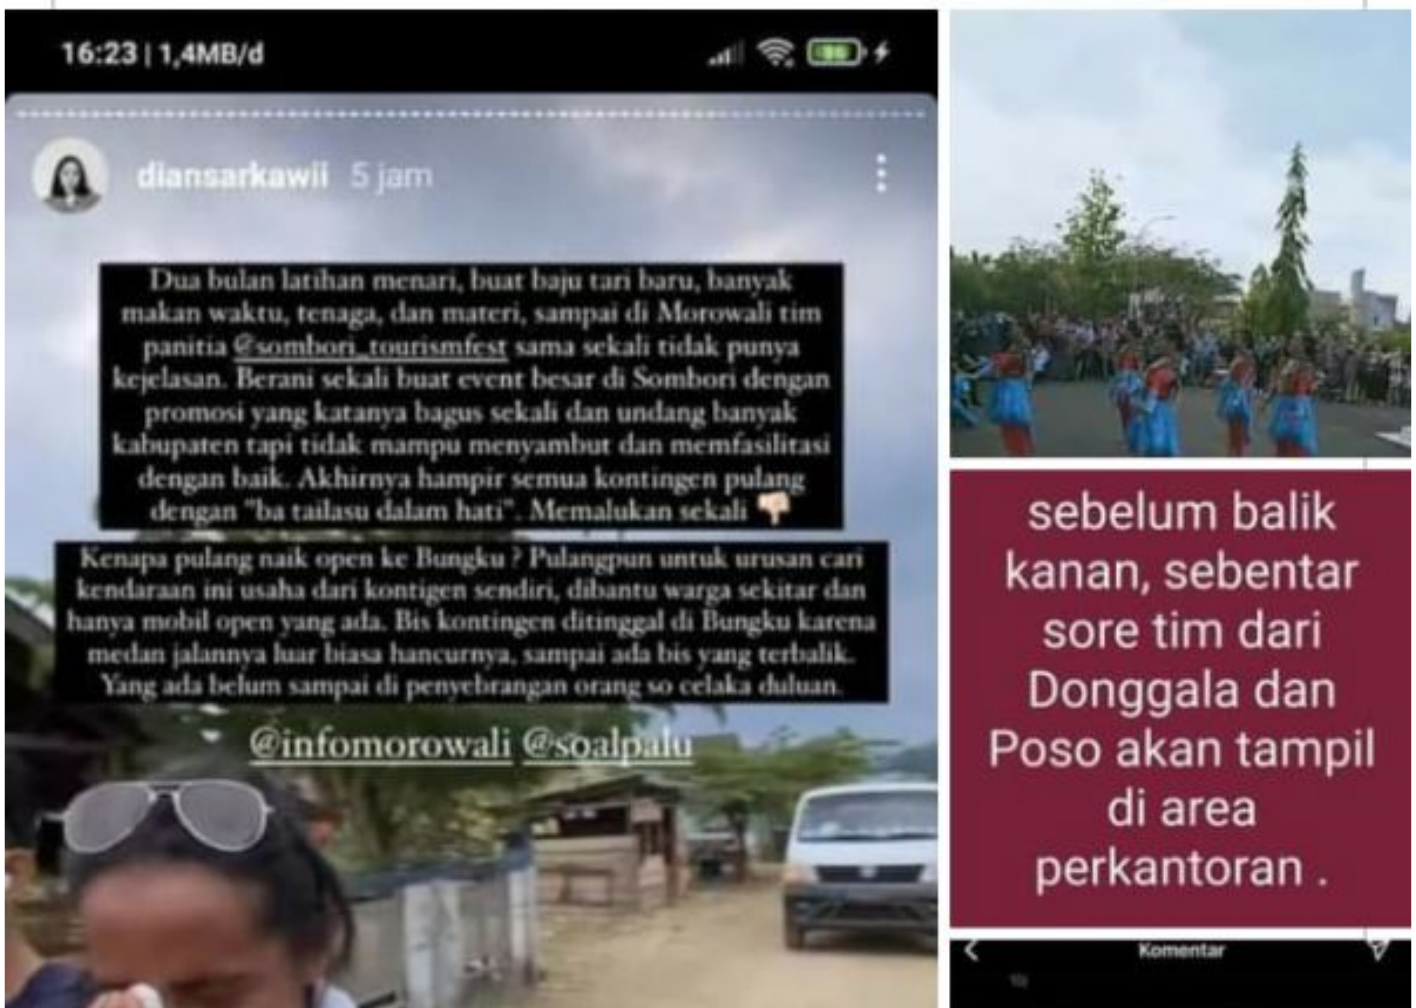 16:23 | 1,4MB/d
diansarkawii 5 jam
Dua bulan latihan menari, buat baju tari baru, banyak
makan waktu, tenaga, dan materi, sampai di Morowali tim
panitia @sombori_tourismfest sama sekali tidak punya
kejelasan. Berani sekali buat event besar di Sombori dengan
promosi yang katanya bagus sekali dan undang banyak
kabupaten tapi tidak mampu menyambut dan memfasilitasi
dengan baik. Akhirnya hampir semua kontingen pulang
dengan "ba tailasu dalam hati". Memalukan sekali 👎🏻
Kenapa pulang naik open ke Bungku ? Pulangpun untuk urusan cari
kendaraan ini usaha dari kontigen sendiri, dibantu warga sekitar dan
hanya mobil open yang ada. Bis kontingen ditinggal di Bungku karena
medan jalannya luar biasa hancurnya, sampai ada bis yang terbalik.
Yang ada belum sampai di penyebrangan orang so celaka duluan.
@infomorowali @soalpalu
sebelum balik
kanan, sebentar
sore tim dari
Donggala dan
Poso akan tampil
di area
perkantoran .
Komentar